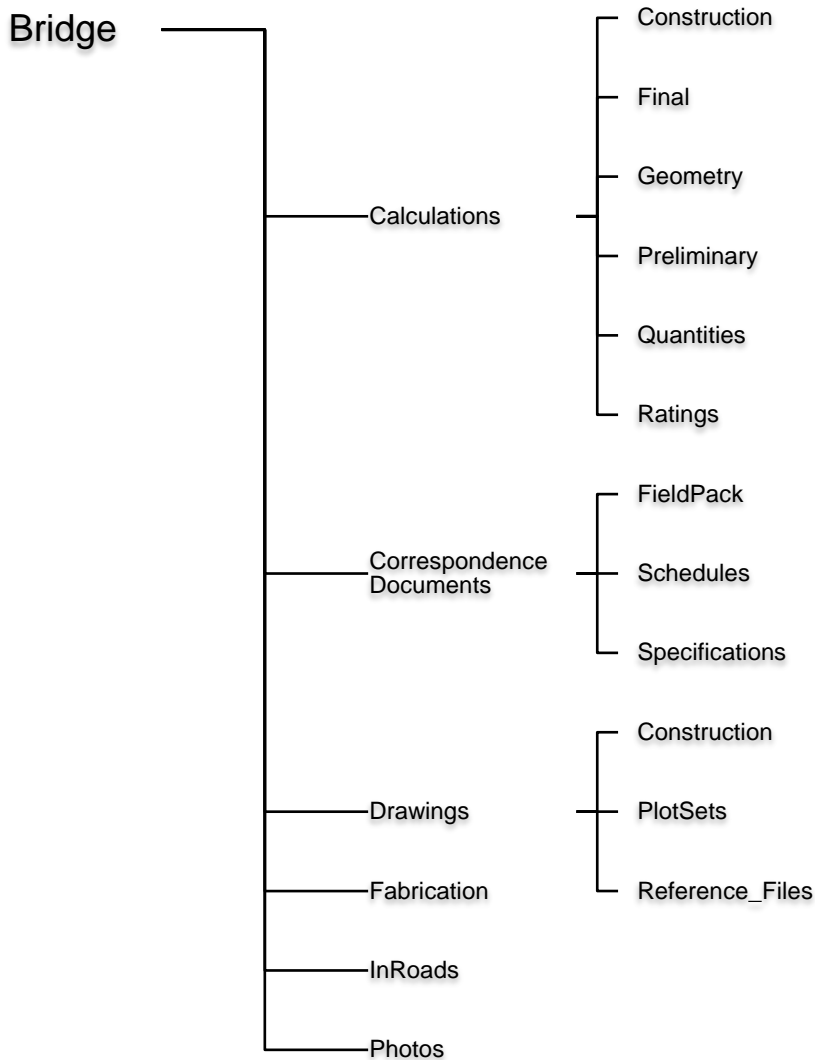 Bridge
Calculations
Construction
Final
Geometry
Preliminary
Quantities
Ratings
Correspondence
Documents
FieldPack
Schedules
Specifications
Drawings
Construction
PlotSets
Reference_Files
Fabrication
InRoads
Photos